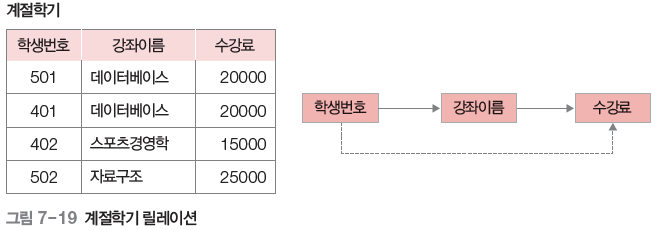 계절학기
학생번호 강좌이름 수강료
501 데이터베이스 20000
401 데이터베이스 20000
402 스포츠경영학 15000
502 자료구조 25000
학생번호 강좌이름 수강료
그림 7-19 계절학기 릴레이션